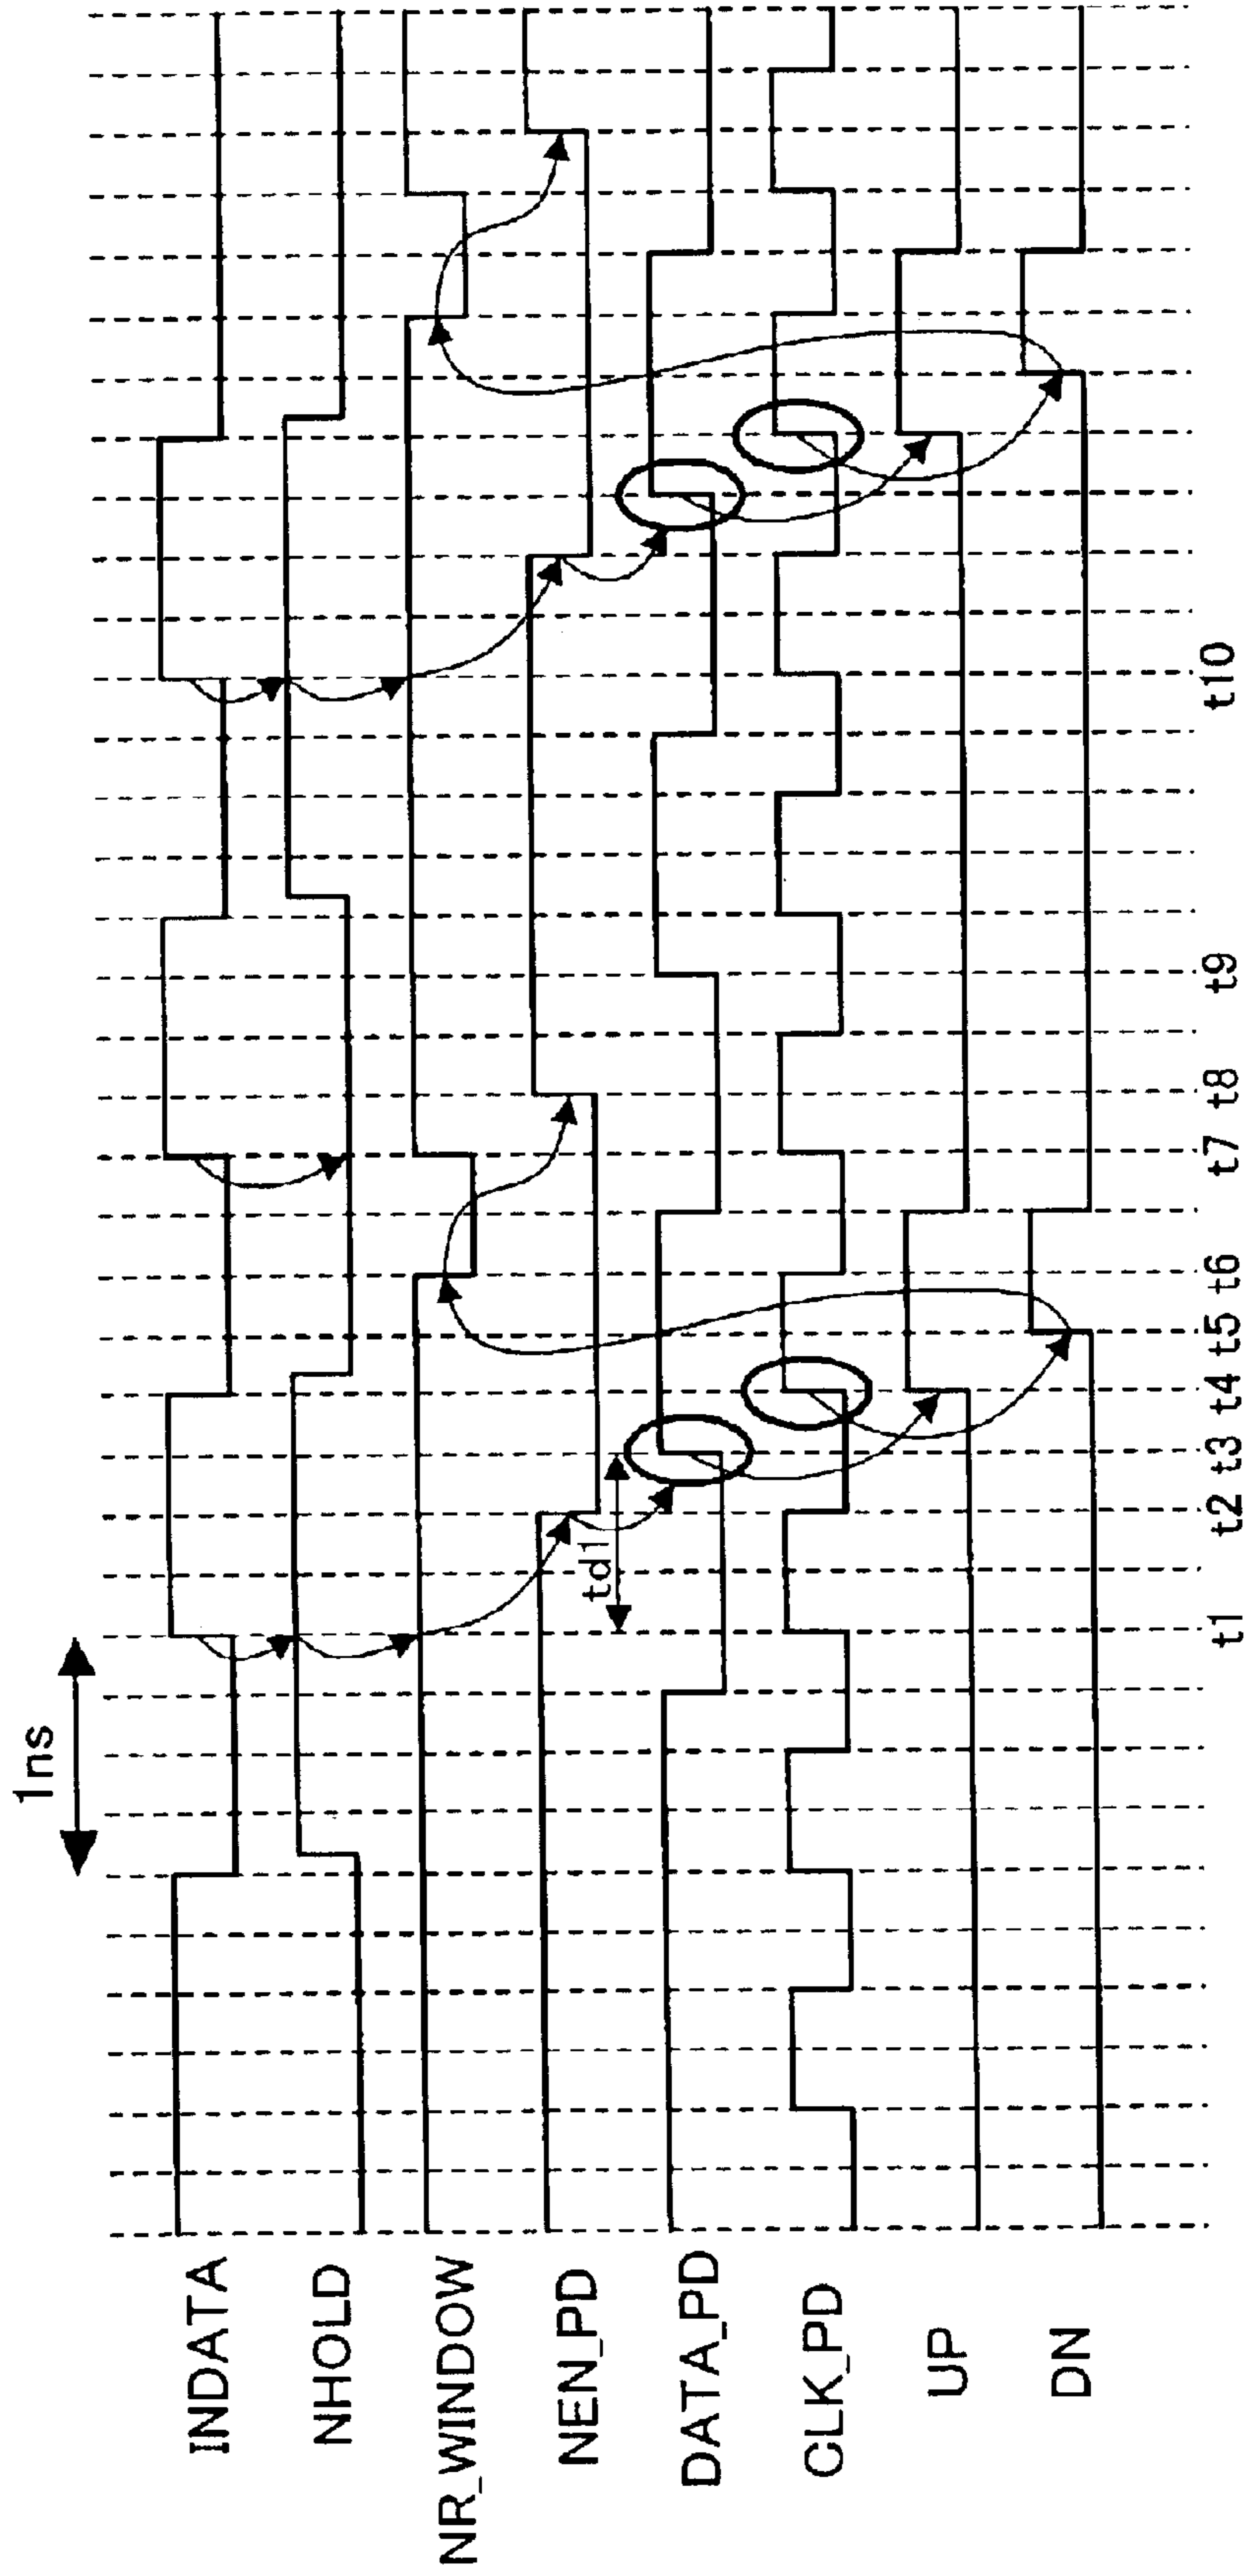 1ns
INDATA
NHOLD
NR_WINDOW
NEN_PD
td1
DATA_PD
CLK_PD
UP
DN
t1 t2 t3 t4 t5 t6 t7 t8 t9 t10